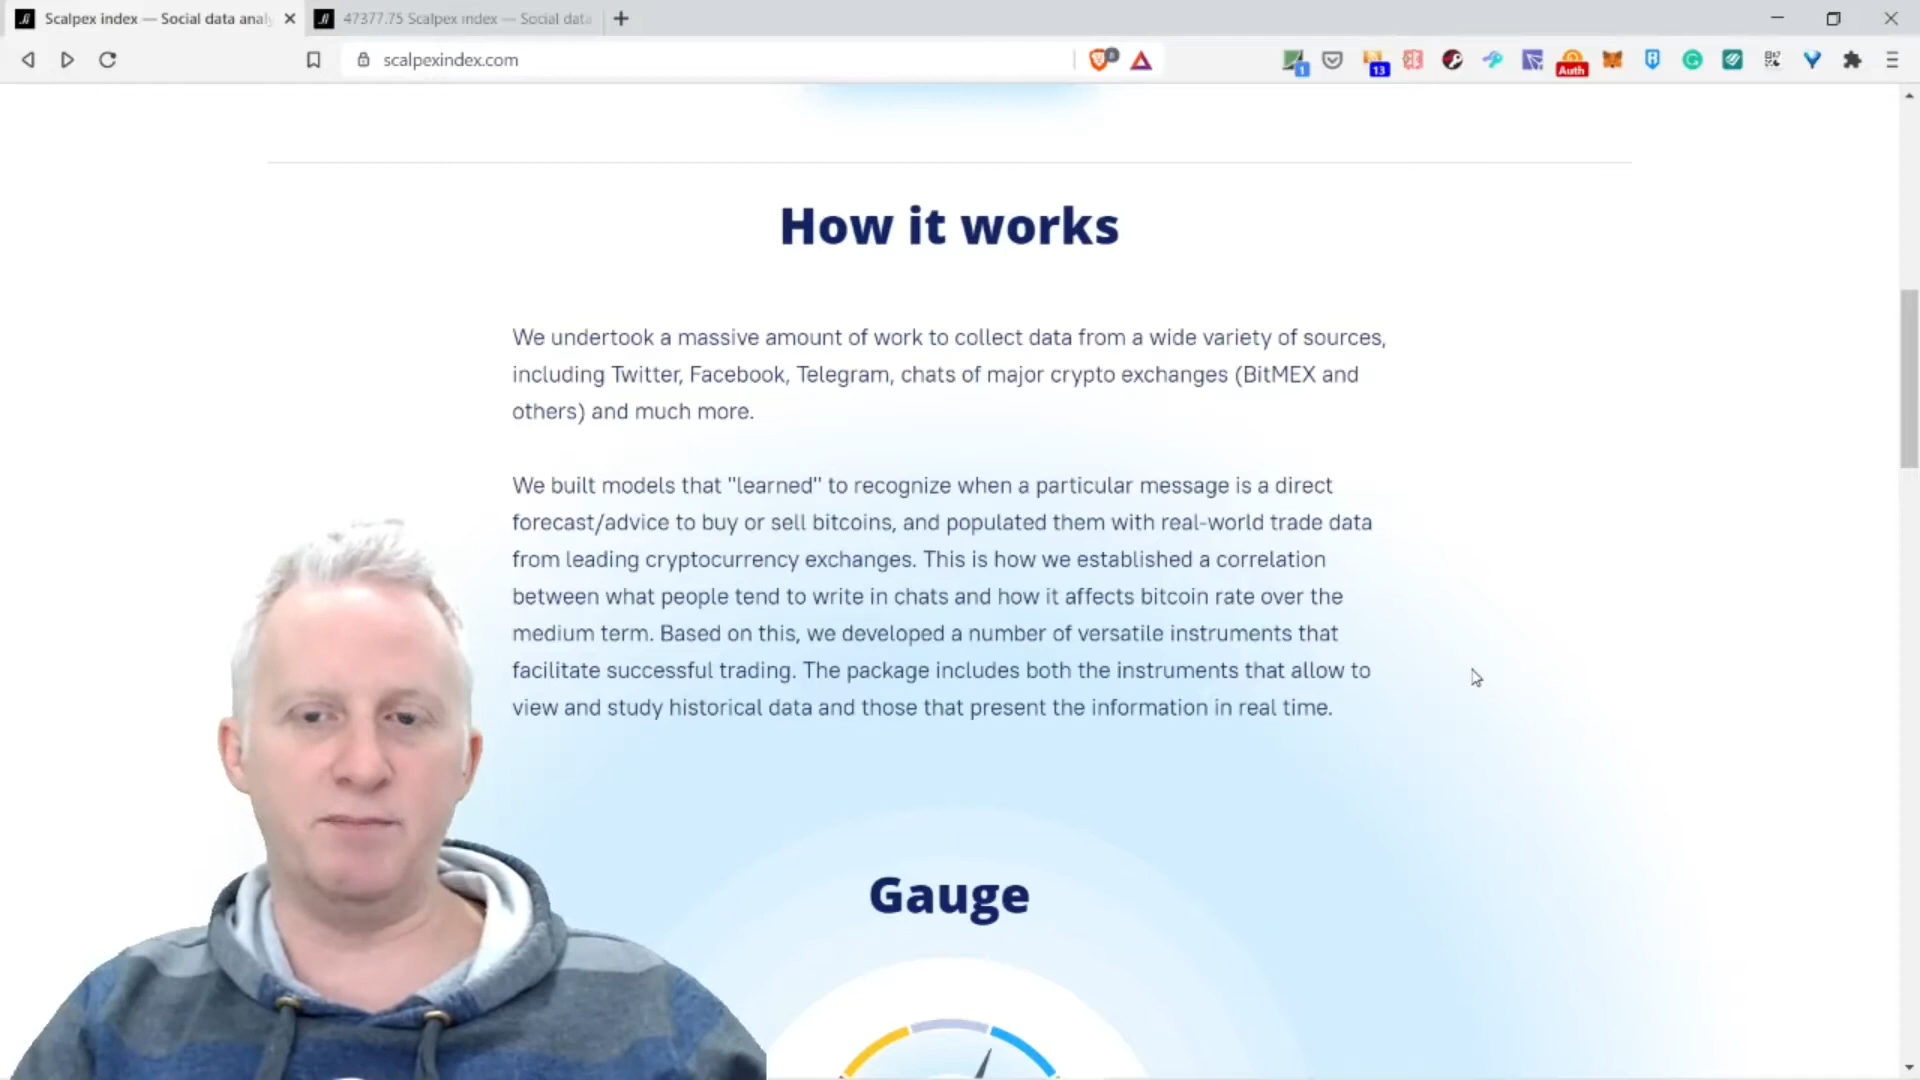 Scalpex index — Social data anal
47377.75 Scalpex index — Social data
scalpexindex.com
8
1
13
Auth
How it works
We undertook a massive amount of work to collect data from a wide variety of sources,
including Twitter, Facebook, Telegram, chats of major crypto exchanges (BitMEX and
others) and much more.
We built models that "learned" to recognize when a particular message is a direct
forecast/advice to buy or sell bitcoins, and populated them with real-world trade data
from leading cryptocurrency exchanges. This is how we established a correlation
between what people tend to write in chats and how it affects bitcoin rate over the
medium term. Based on this, we developed a number of versatile instruments that
facilitate successful trading. The package includes both the instruments that allow to
view and study historical data and those that present the information in real time.
Gauge